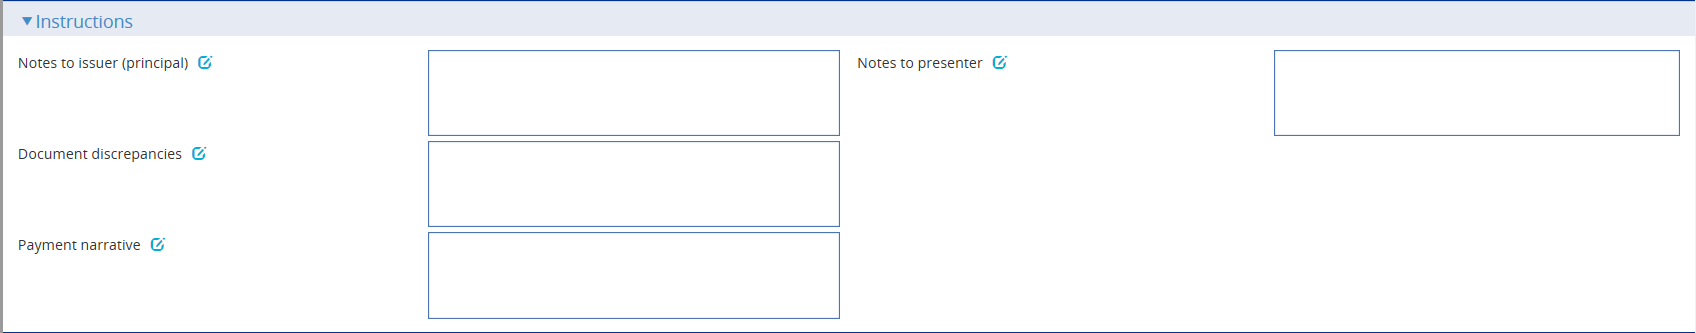 Instructions
Notes to issuer (principal)
Notes to presenter
Document discrepancies
Payment narrative